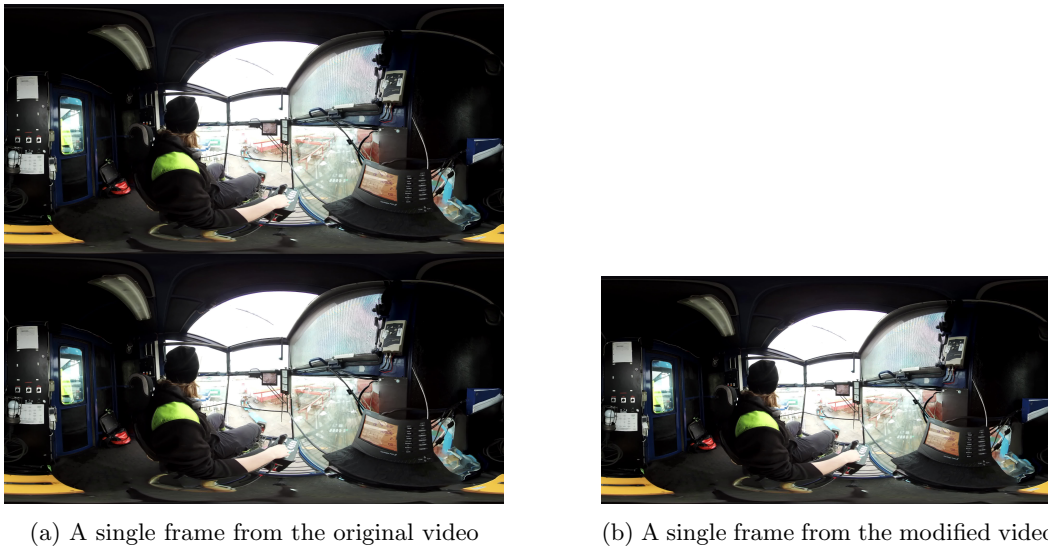 (a) A single frame from the original video
(b) A single frame from the modified video